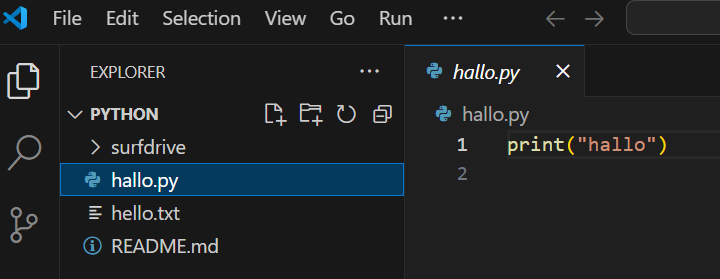 File Edit Selection View Go Run ···
EXPLORER ···
PYTHON
surfdrive
hallo.py
hello.txt
README.md
hallo.py
hallo.py
1 print("hallo")
2